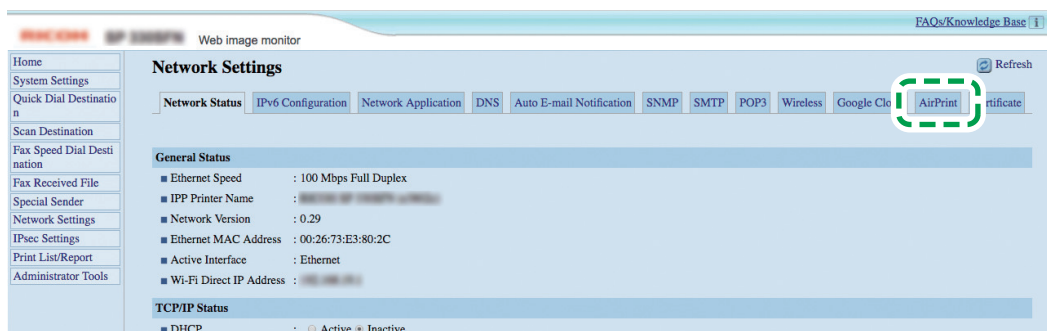 FAQs/Knowledge Base
Web image monitor
Home
System Settings
Quick Dial Destinatio
n
Scan Destination
Fax Speed Dial Desti
nation
Fax Received File
Special Sender
Network Settings
IPsec Settings
Print List/Report
Administrator Tools
Network Settings
Refresh
Network Status IPv6 Configuration Network Application DNS Auto E-mail Notification SNMP SMTP POP3 Wireless Google Clo AirPrint ertificate
General Status
Ethernet Speed : 100 Mbps Full Duplex
IPP Printer Name :
Network Version : 0.29
Ethernet MAC Address : 00:26:73:E3:80:2C
Active Interface : Ethernet
Wi-Fi Direct IP Address :
TCP/IP Status
DHCP : Active Inactive